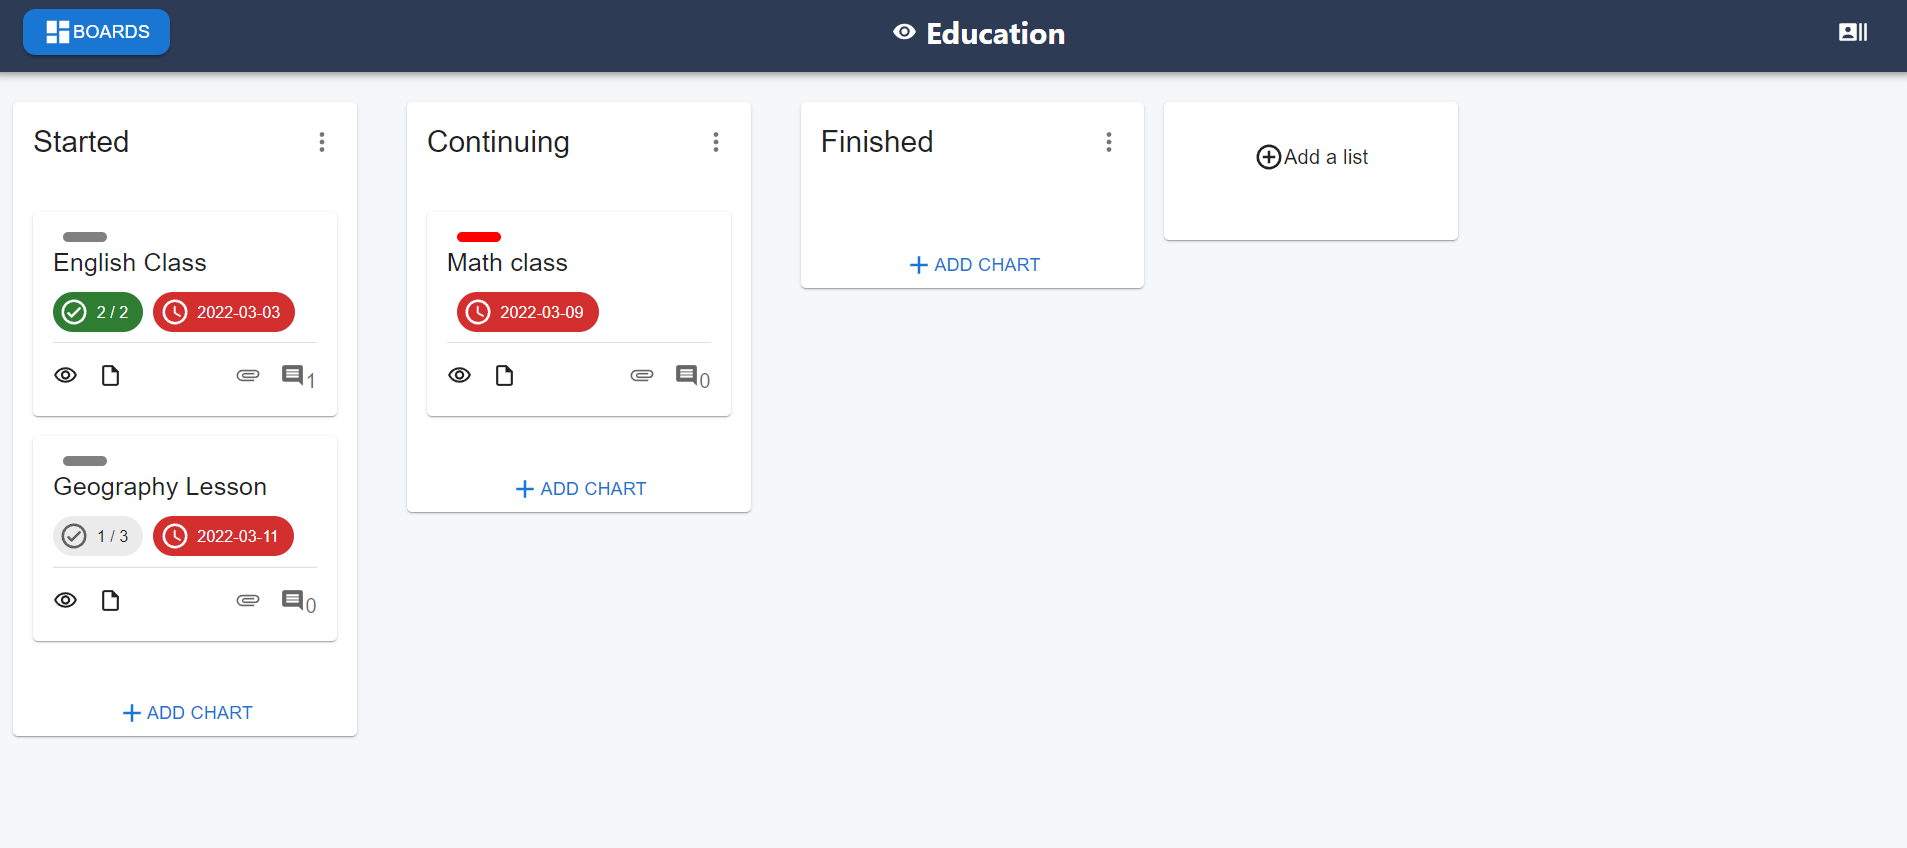 BOARDS
Education
Started
English Class
2 / 2
2022-03-03
1
Geography Lesson
1 / 3
2022-03-11
0
ADD CHART
Continuing
Math class
2022-03-09
0
ADD CHART
Finished
ADD CHART
Add a list